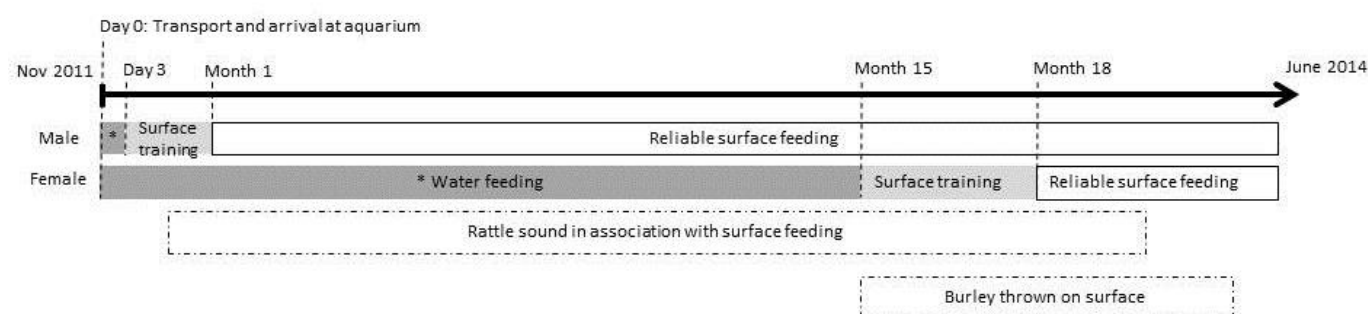 Day 0: Transport and arrival at aquarium
Nov 2011
Day 3
Month 1
Month 15
Month 18
June 2014
Male
*
Surface
training
Reliable surface feeding
Female
* Water feeding
Surface training
Reliable surface feeding
Rattle sound in association with surface feeding
Burley thrown on surface